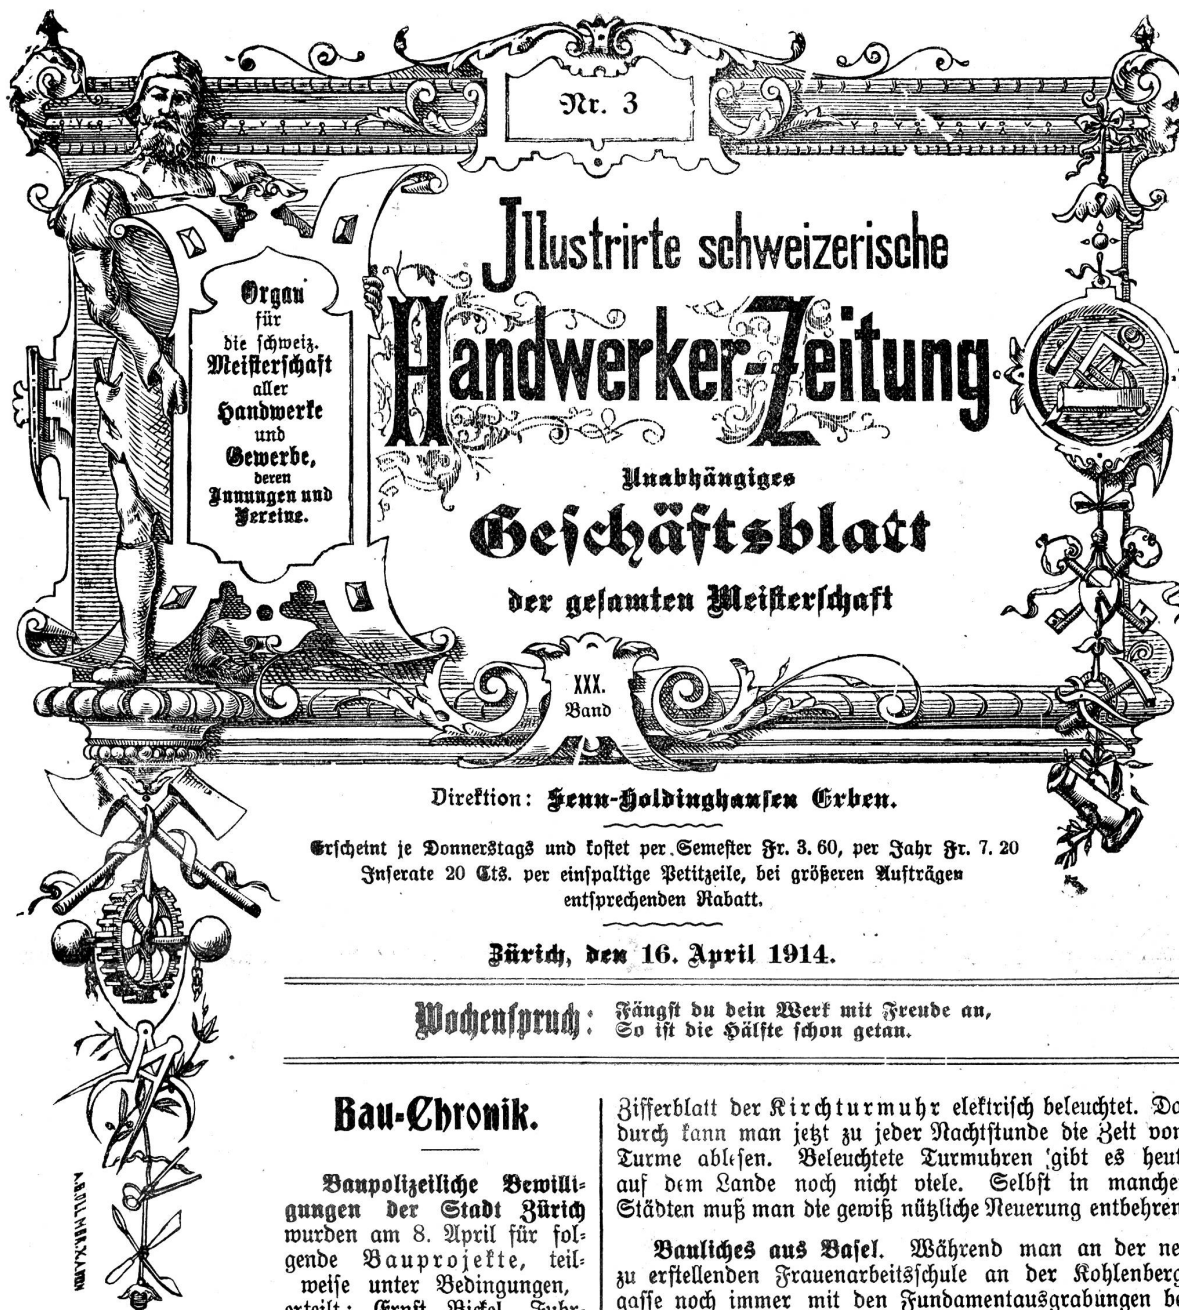 Nr. 3
Illustrirte schweizerische
Handwerker-Zeitung
Organ
für
die schweiz.
Meisterschaft
aller
Handwerke
und
Gewerbe,
deren
Innungen und
Vereine.
Unabhängiges
Geschäftsblatt
der gesamten Meisterschaft
XXX.
Band
Direktion: Senn-Holdinghausen Erben.
Erscheint je Donnerstags und kostet per Semester Fr. 3. 60, per Jahr Fr. 7. 20
Inserate 20 Cts. per einspaltige Petitzeile, bei größeren Aufträgen
entsprechenden Rabatt.
Zürich, den 16. April 1914.
Wochenspruch: Fängst du dein Werk mit Freude an,
So ist die Hälfte schon getan.
Bau-Chronik.
Baupolizeiliche Bewilli-
gungen der Stadt Zürich
wurden am 8. April für fol-
gende Bauprojekte, teil-
weise unter Bedingungen,
erteilt: Ernst Bickel, Fuhr-
Zifferblatt der Kirchturmuhr elektrisch beleuchtet. Da
durch kann man jetzt zu jeder Nachtstunde die Zeit vom
Turme ablesen. Beleuchtete Turmuhren gibt es heut
auf dem Lande noch nicht viele. Selbst in manchen
Städten muß man die gewiß nützliche Neuerung entbehren
Bauliches aus Basel. Während man an der neu
zu erstellenden Frauenarbeitsschule an der Kohlenberg
gasse noch immer mit den Fundamentausgrabungen be